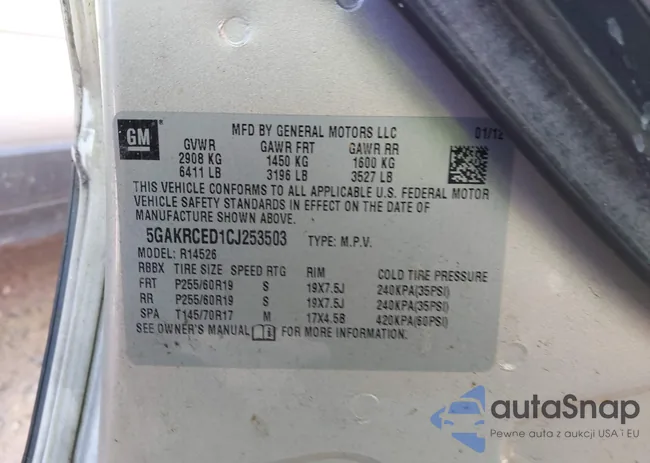 GM
MFD BY GENERAL MOTORS LLC 01/12
GVWR GAWR FRT GAWR RR
2908 KG 1450 KG 1600 KG
6411 LB 3196 LB 3527 LB
THIS VEHICLE CONFORMS TO ALL APPLICABLE U.S. FEDERAL MOTOR
VEHICLE SAFETY STANDARDS IN EFFECT ON THE DATE OF
MANUFACTURE SHOWN ABOVE.
5GAKRCED1CJ253503 TYPE: M.P.V.
MODEL: R14526
RBBX TIRE SIZE SPEED RTG RIM COLD TIRE PRESSURE
FRT P255/60R19 S 19X7.5J 240KPA(35PSI)
RR P255/60R19 S 19X7.5J 240KPA(35PSI)
SPA T145/70R17 M 17X4.5B 420KPA(60PSI)
SEE OWNER'S MANUAL FOR MORE INFORMATION.
autaSnap
Pewne auta z aukcji USA i EU